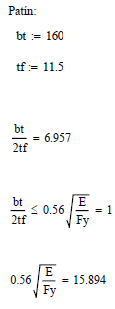 Patin:
bt := 160
tf := 11.5
bt/2tf = 6.957
bt/2tf ≤ 0.56 √(E/Fy) = 1
0.56 √(E/Fy) = 15.894